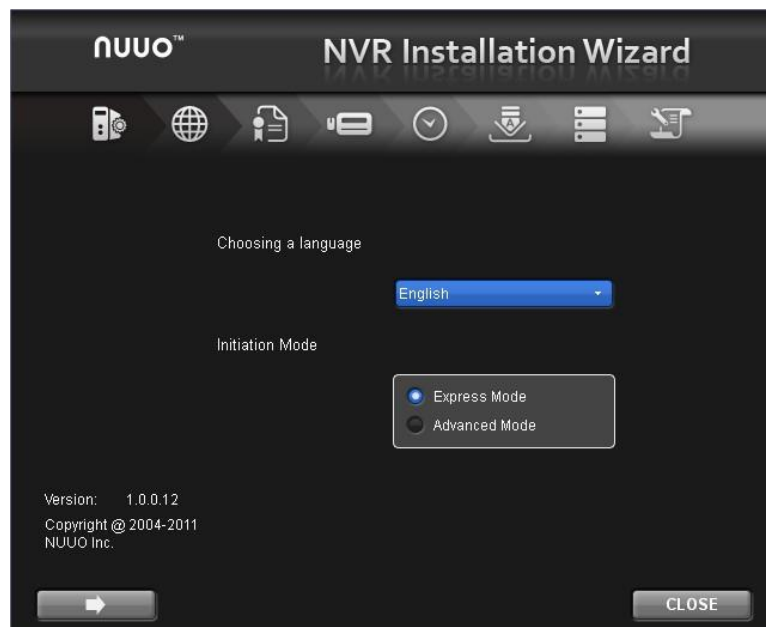 nuuo™
NVR Installation Wizard
Choosing a language
English
Initiation Mode
Express Mode
Advanced Mode
Version: 1.0.0.12
Copyright @ 2004-2011
NUUO Inc.
CLOSE